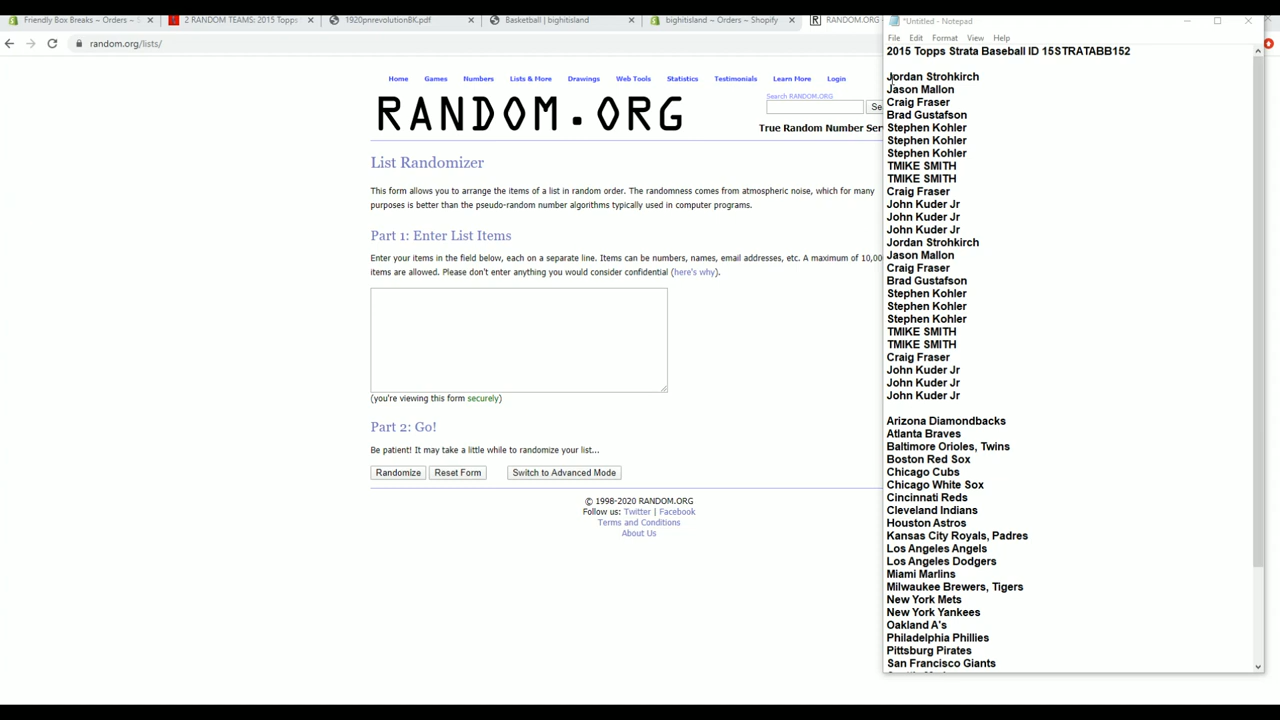 Friendly Box Breaks ~ Orders ~ S
2 RANDOM TEAMS: 2015 Topps
1920pnrevolutionBK.pdf
Basketball | bighitisland
bighitisland ~ Orders ~ Shopify
RANDOM.ORG
random.org/lists/
Home Games Numbers Lists & More Drawings Web Tools Statistics Testimonials Learn More Login
Search RANDOM.ORG
RANDOM.ORG
True Random Number Ser
List Randomizer
This form allows you to arrange the items of a list in random order. The randomness comes from atmospheric noise, which for many
purposes is better than the pseudo-random number algorithms typically used in computer programs.
Part 1: Enter List Items
Enter your items in the field below, each on a separate line. Items can be numbers, names, email addresses, etc. A maximum of 10,00
items are allowed. Please don't enter anything you would consider confidential (here's why).
(you're viewing this form securely)
Part 2: Go!
Be patient! It may take a little while to randomize your list...
Randomize Reset Form Switch to Advanced Mode
© 1998-2020 RANDOM.ORG
Follow us: Twitter | Facebook
Terms and Conditions
About Us
*Untitled - Notepad
File Edit Format View Help
2015 Topps Strata Baseball ID 15STRATABB152
Jordan Strohkirch
Jason Mallon
Craig Fraser
Brad Gustafson
Stephen Kohler
Stephen Kohler
Stephen Kohler
TMIKE SMITH
TMIKE SMITH
Craig Fraser
John Kuder Jr
John Kuder Jr
John Kuder Jr
Jordan Strohkirch
Jason Mallon
Craig Fraser
Brad Gustafson
Stephen Kohler
Stephen Kohler
Stephen Kohler
TMIKE SMITH
TMIKE SMITH
Craig Fraser
John Kuder Jr
John Kuder Jr
John Kuder Jr
Arizona Diamondbacks
Atlanta Braves
Baltimore Orioles, Twins
Boston Red Sox
Chicago Cubs
Chicago White Sox
Cincinnati Reds
Cleveland Indians
Houston Astros
Kansas City Royals, Padres
Los Angeles Angels
Los Angeles Dodgers
Miami Marlins
Milwaukee Brewers, Tigers
New York Mets
New York Yankees
Oakland A's
Philadelphia Phillies
Pittsburg Pirates
San Francisco Giants